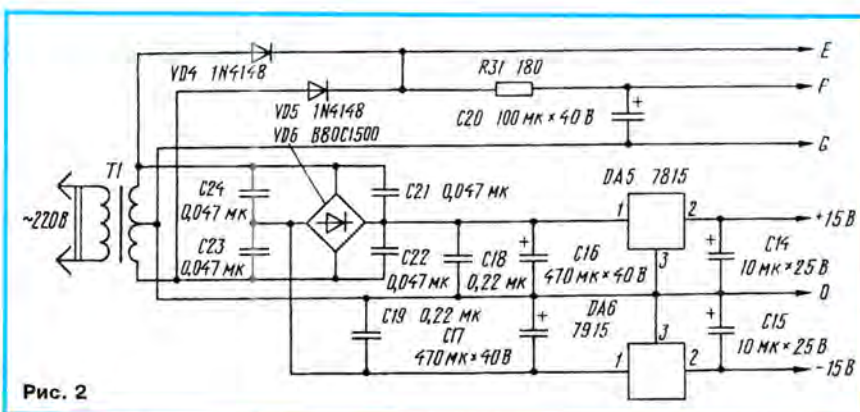 VD4 1N4148
E
R31 180
F
VD5 1N4148
VD6 B80C1500
C20 100 мк × 40 В
+
G
T1
~220В
C24
0,047 мк
C21 0,047 мк
DA5 7815
1
2
+15В
C23
0,047 мк
C22
0,047 мк
C18
0,22 мк
+
C16
470 мк × 40 В
3
+
C14
10 мк × 25 В
0
C19 0,22 мк
C17
470 мк × 40 В
+
DA6
7915
1
3
2
+
C15
10 мк × 25 В
-15В
Рис. 2